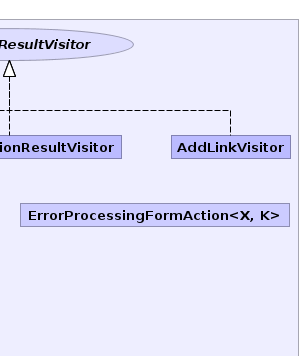 ResultVisitor
ionResultVisitor
AddLinkVisitor
ErrorProcessingFormAction<X, K>